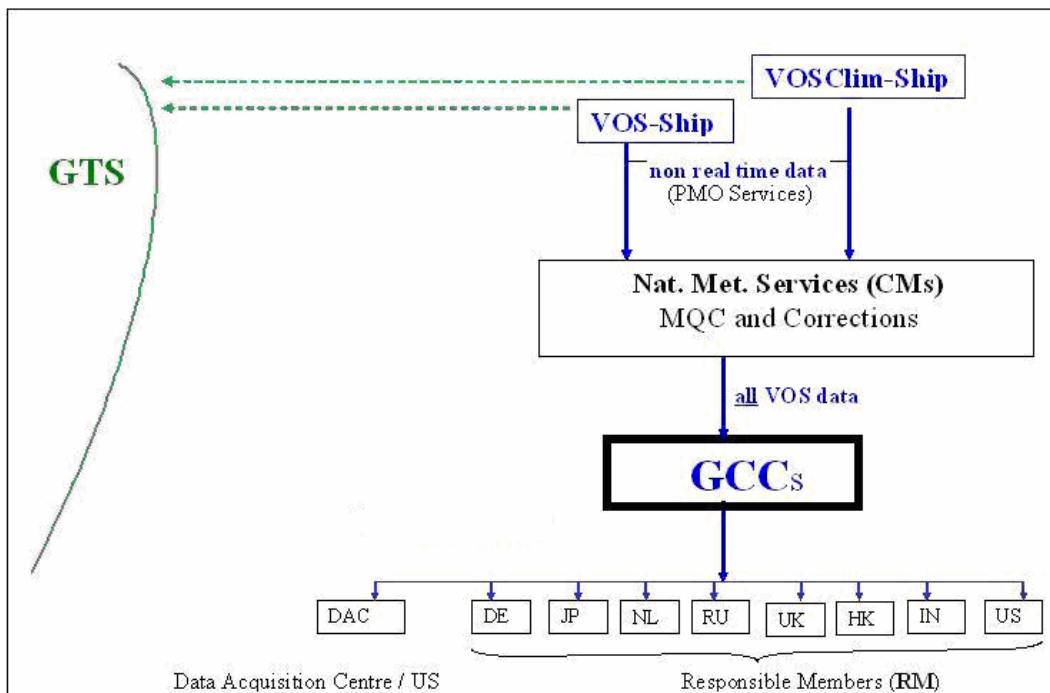 VOSClim-Ship
VOS-Ship
GTS
non real time data
(PMO Services)
Nat. Met. Services (CMs)
MQC and Corrections
all VOS data
GCCs
DAC
DE
JP
NL
RU
UK
HK
IN
US
Data Acquisition Centre / US
Responsible Members (RM)